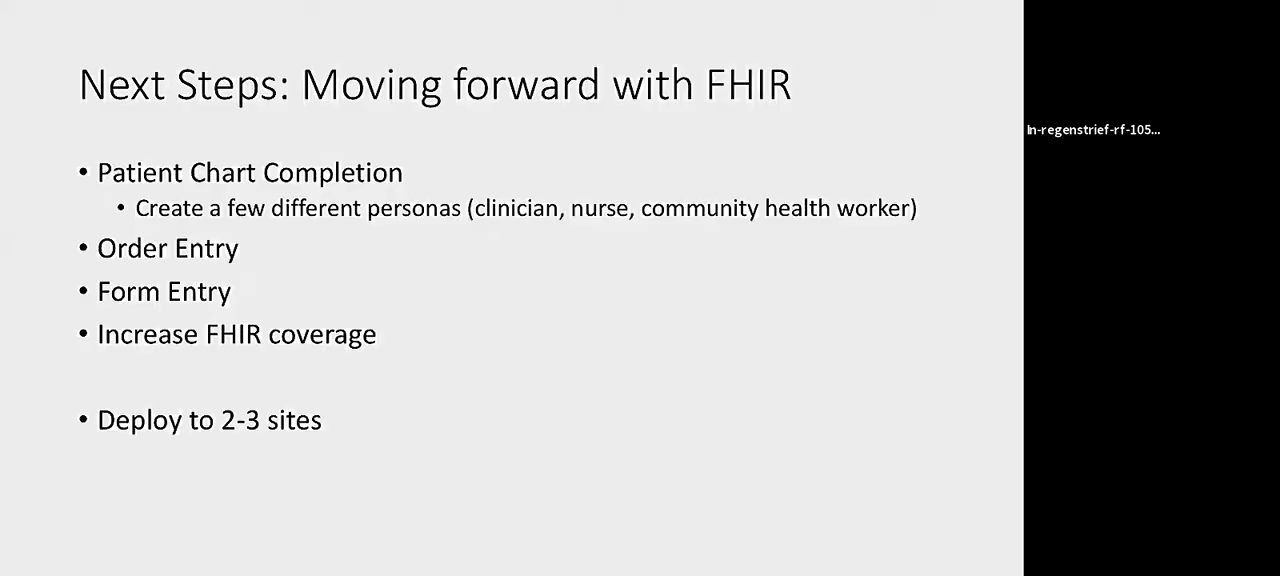 Next Steps: Moving forward with FHIR
• Patient Chart Completion
• Create a few different personas (clinician, nurse, community health worker)
• Order Entry
• Form Entry
• Increase FHIR coverage
• Deploy to 2-3 sites
ln-regenstrief-rf-105...